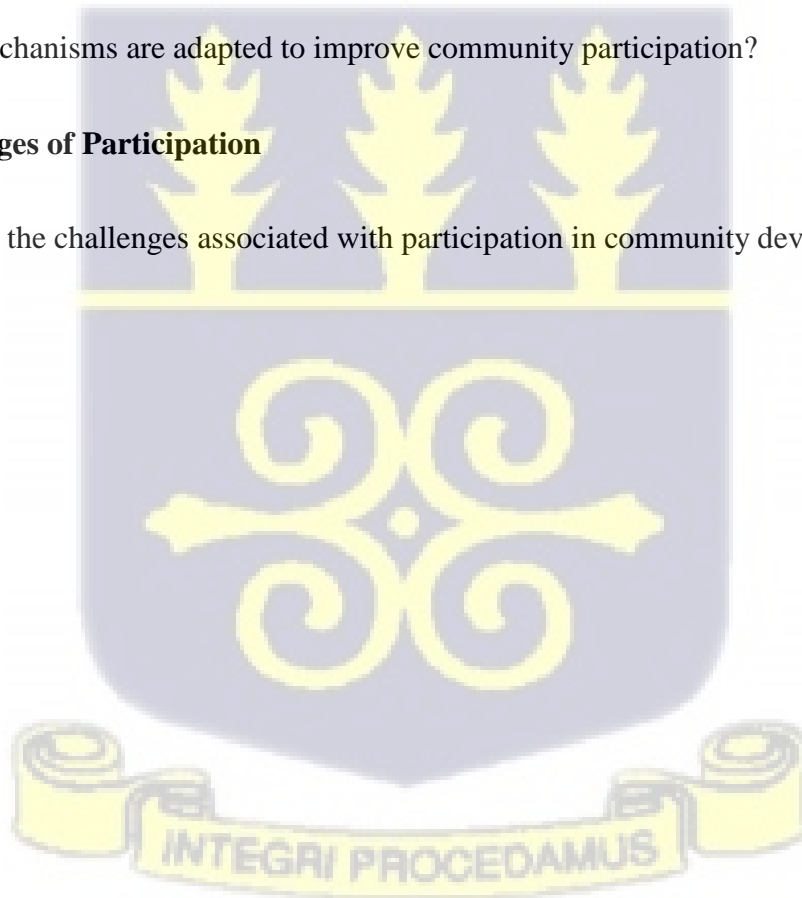 chanisms are adapted to improve community participation?
ges of Participation
the challenges associated with participation in community dev
INTEGRI PROCEDAMUS